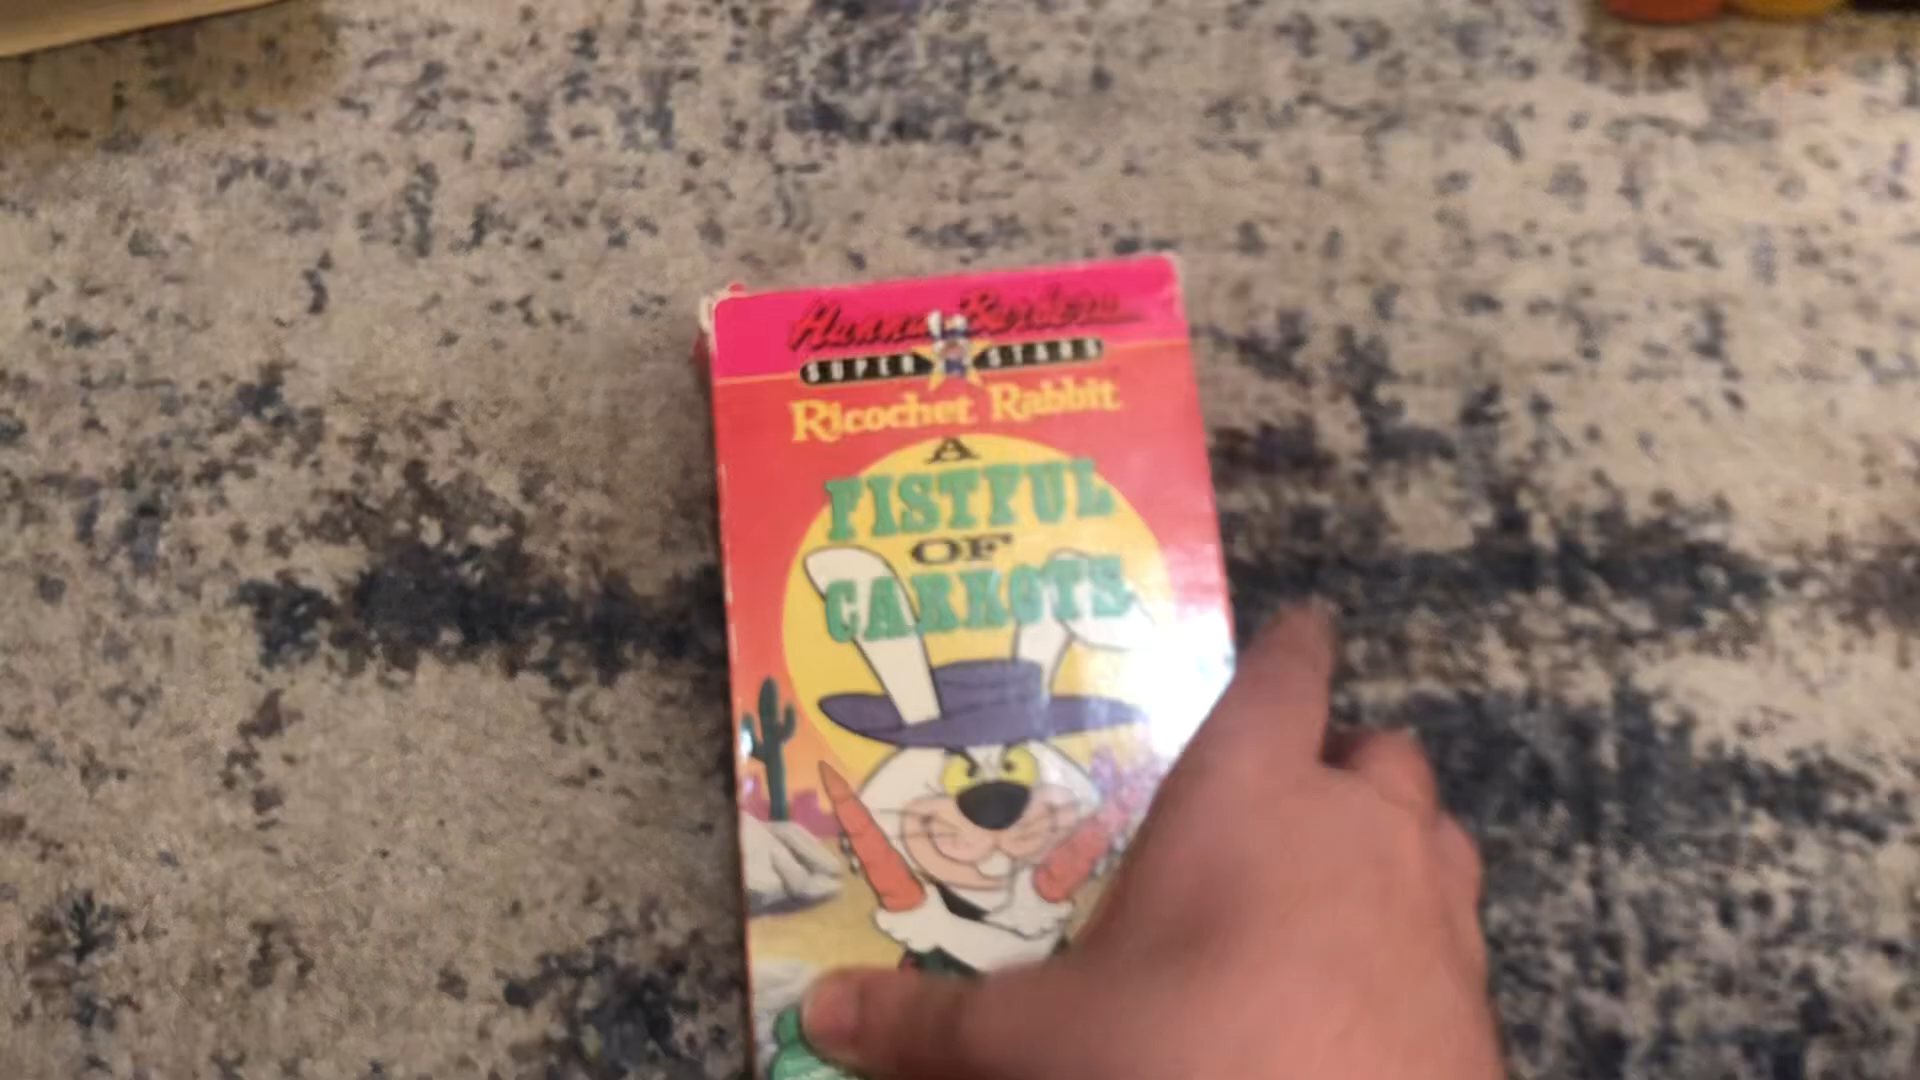 Hanna-Barbera
SUPER STARS
Ricochet Rabbit
A
FISTFUL
OF
CARROTS